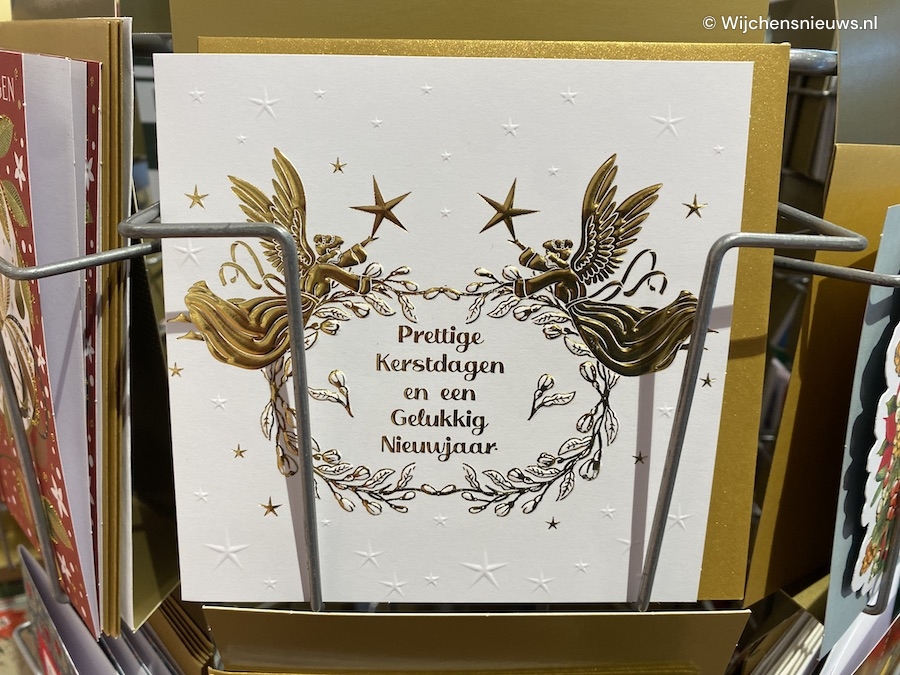 © Wijchensnieuws.nl
Prettige
Kerstdagen
en een
Gelukkig
Nieuwjaar